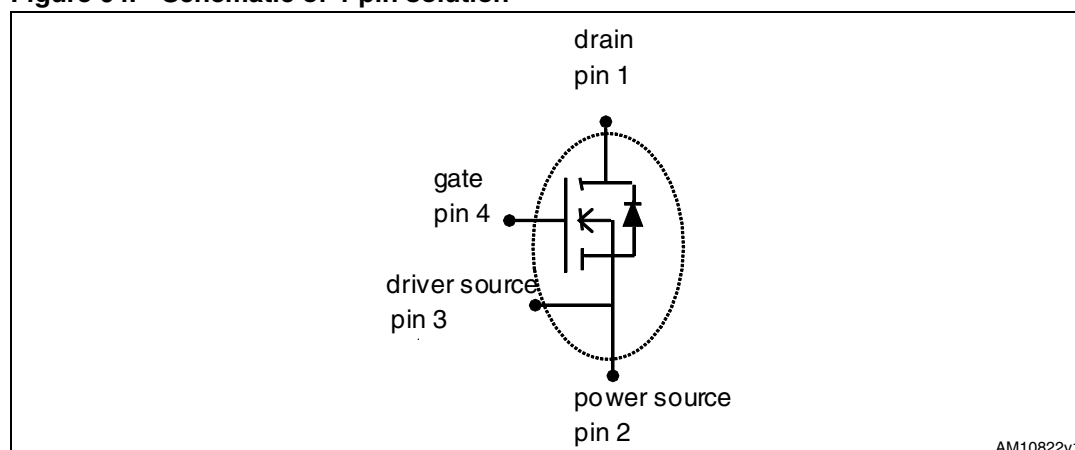 drain
pin 1
gate
pin 4
driver source
pin 3
power source
pin 2